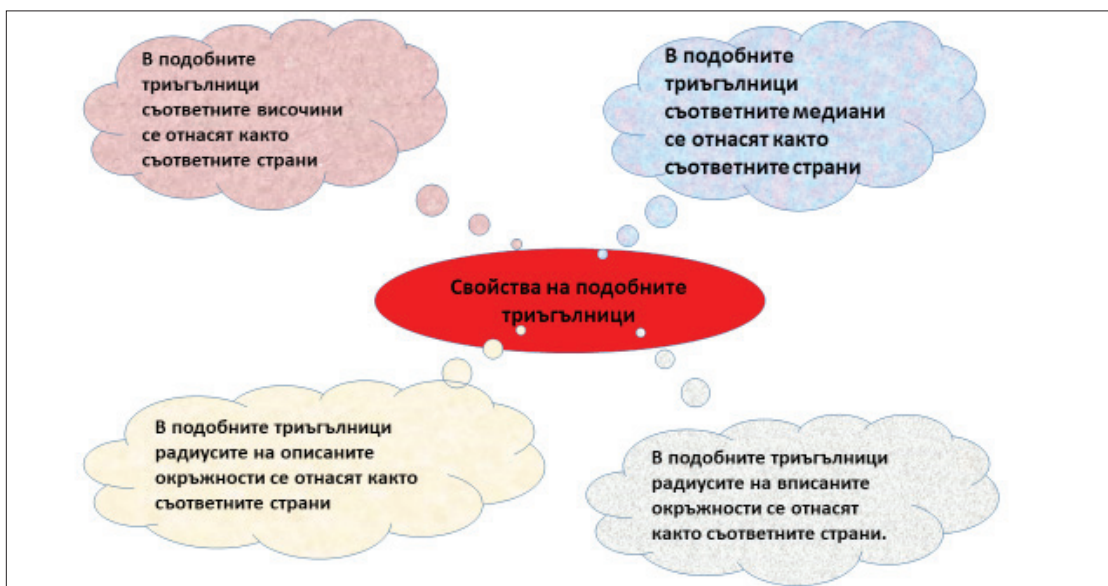 В подобните
триъгълници
съответните височини
се отнасят както
съответните страни
В подобните
триъгълници
съответните медиани
се отнасят както
съответните страни
Свойства на подобните
триъгълници
В подобните триъгълници
радиусите на описаните
окръжности се отнасят както
съответните страни
В подобните триъгълници
радиусите на вписаните
окръжности се отнасят
както съответните страни.